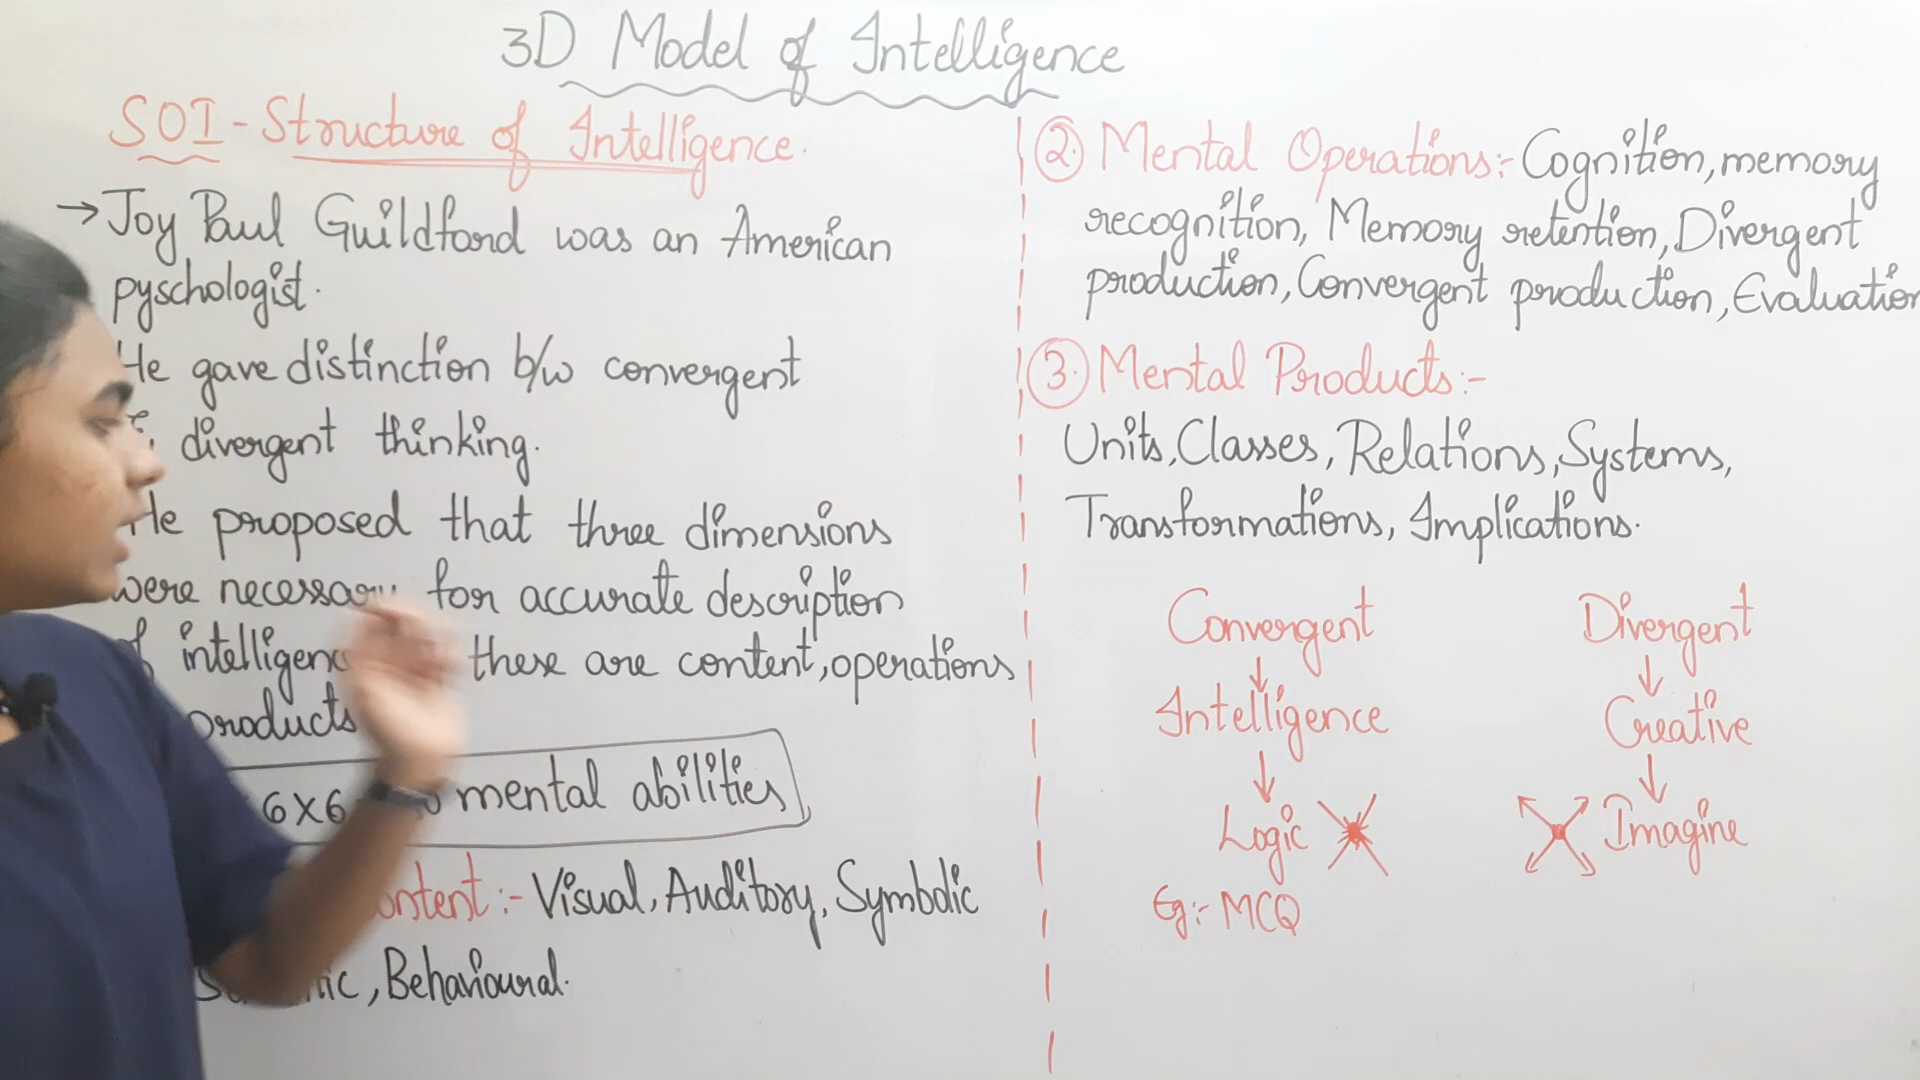 3D Model of Intelligence
SOI - Structure of Intelligence.
→ Joy Paul Guildford was an American
pyschologist.
He gave distinction b/w convergent
divergent thinking.
He proposed that three dimensions
were necessary for accurate description
intelligenc these are content, operations
products
6X6 mental abilities
ontent :- Visual, Auditory, Symbolic
ic, Behavioural.
② Mental Operations:- Cognition, memory
recognition, Memory retention, Divergent
production, Convergent production, Evaluation
③ Mental Products:-
Units, Classes, Relations, Systems,
Transformations, Implications.
Convergent
↓
Intelligence
↓
Logic
Eg:- MCQ
Divergent
↓
Creative
↓
Imagine